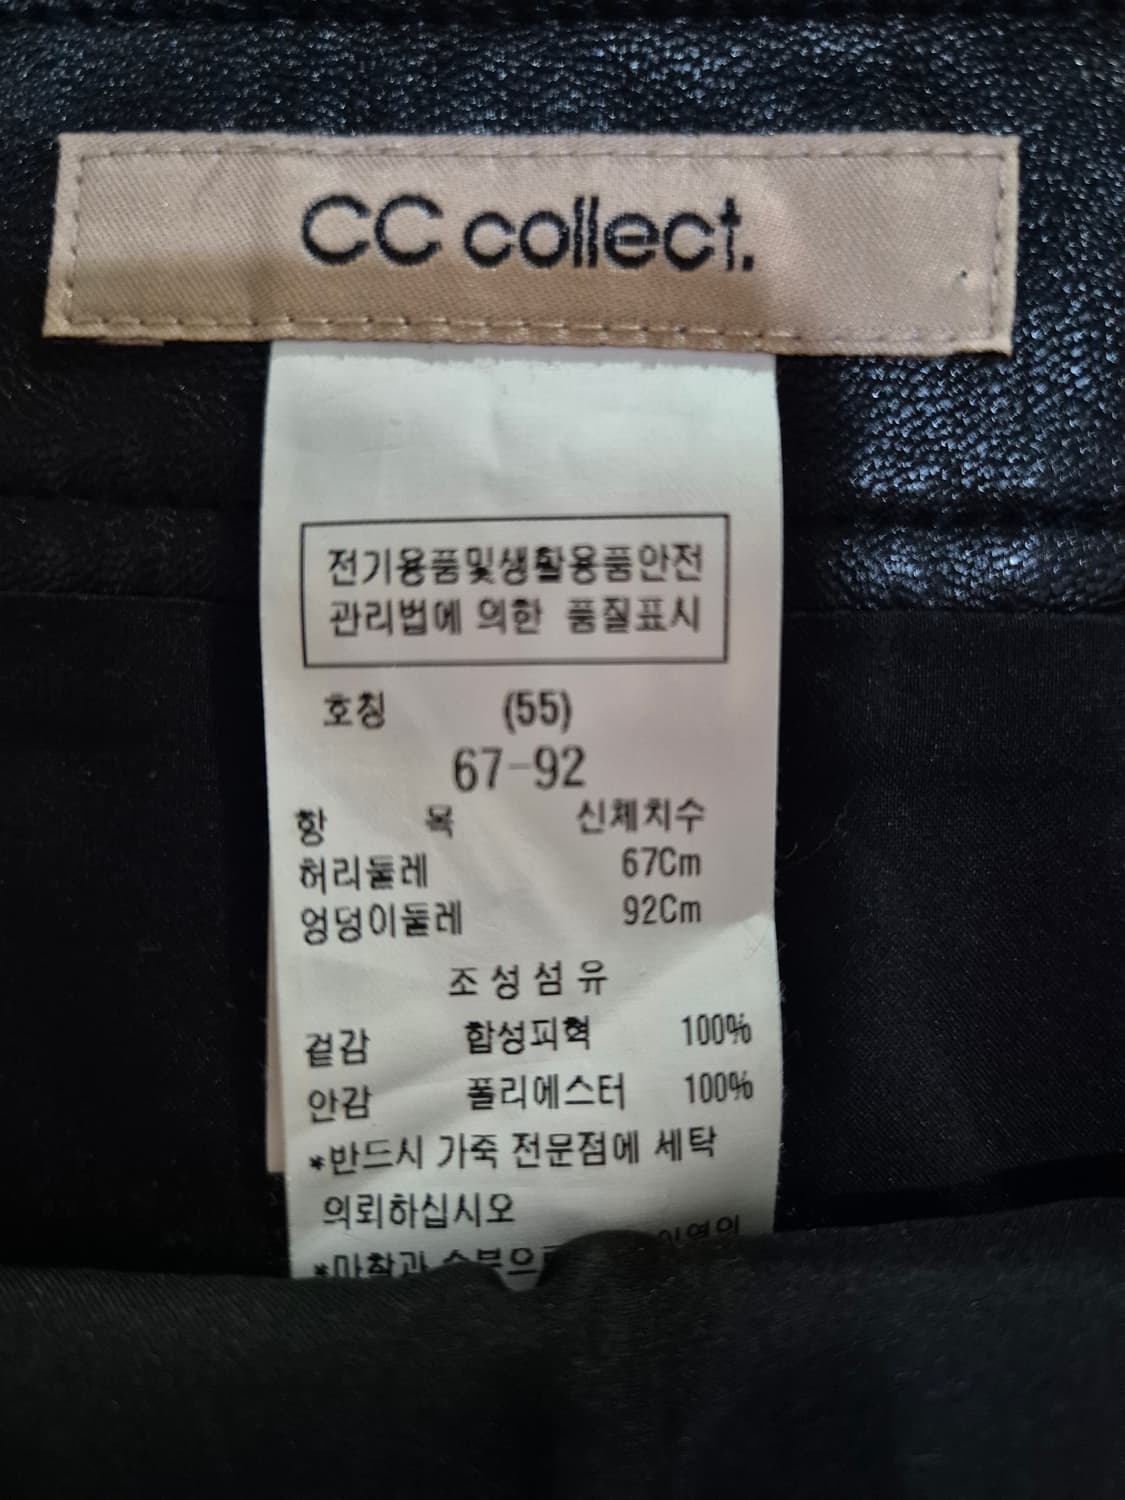 CC collect.
전기용품및생활용품안전
관리법에 의한 품질표시
호칭 (55)
67-92
항 목 신체치수
허리둘레 67Cm
엉덩이둘레 92Cm
조성섬유
겉감 합성피혁 100%
안감 폴리에스터 100%
*반드시 가죽 전문점에 세탁
의뢰하십시오
*마찰과